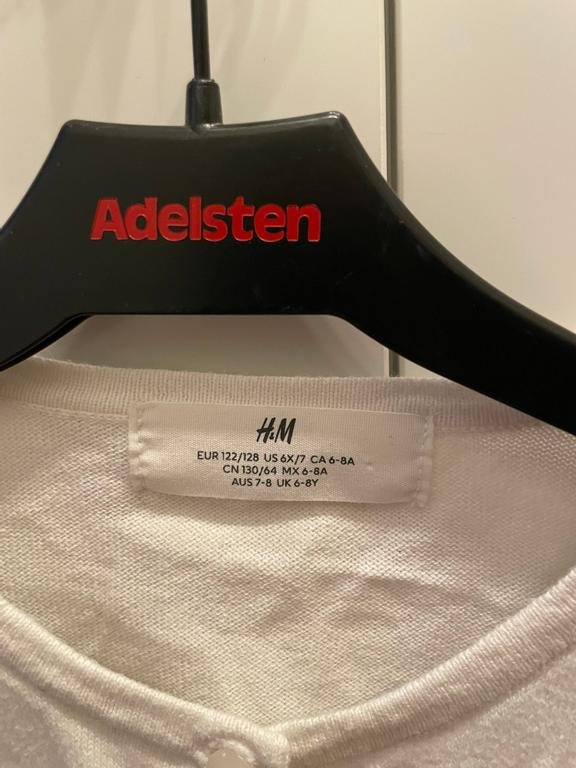 Adelsten
H&M
EUR 122/128 US 6X/7 CA 6-8A
CN 130/64 MX 6-8A
AUS 7-8 UK 6-8Y